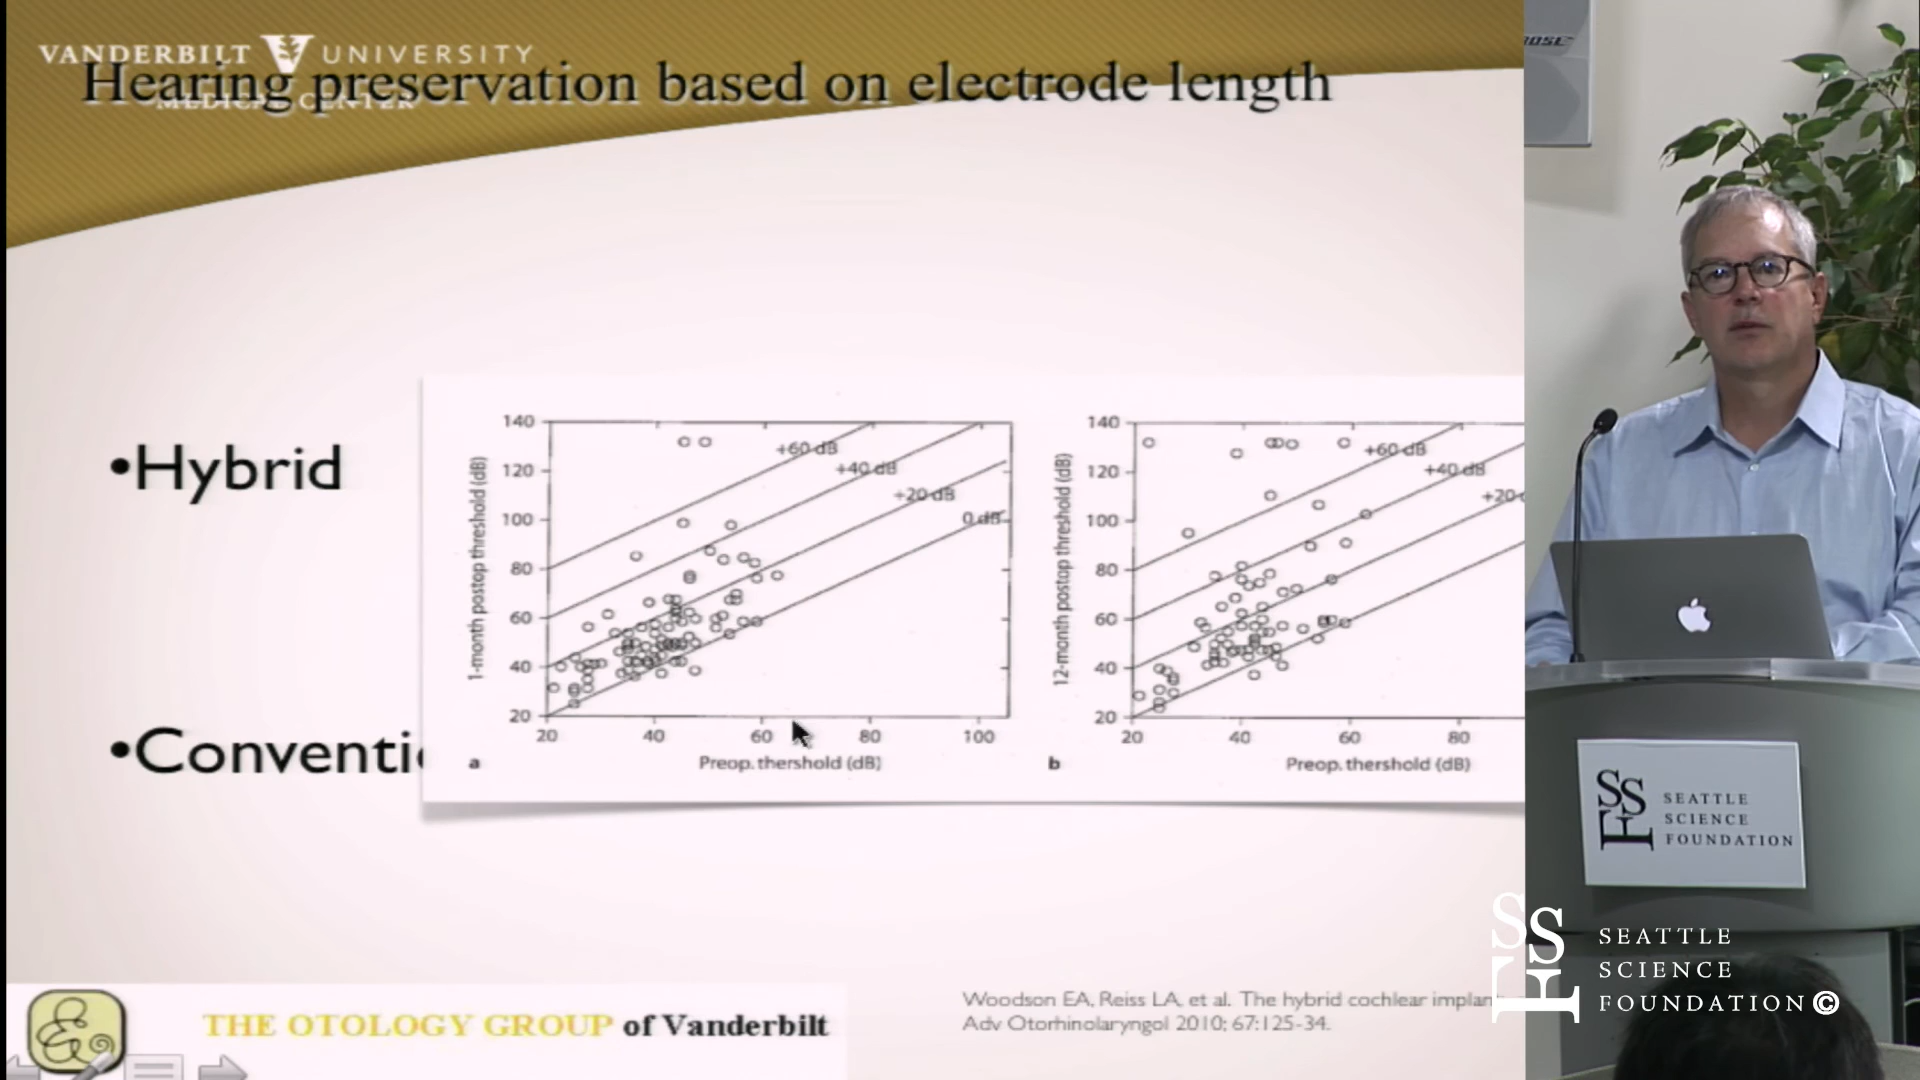 VANDERBILT UNIVERSITY
MEDICAL CENTER
Hearing preservation based on electrode length
BOSE
•Hybrid
•Conventi
140
120
100
80
60
40
20
1-month postop threshold (dB)
+60 dB
+40 dB
+20 dB
0 dB
20 40 60 80 100
a
Preop. thershold (dB)
140
120
100
80
60
40
20
12-month postop threshold (dB)
+60 dB
+40 dB
+20
20 40 60 80
b
Preop. thershold (dB)
SSF
SEATTLE
SCIENCE
FOUNDATION
THE OTOLOGY GROUP of Vanderbilt
Woodson EA, Reiss LA, et al. The hybrid cochlear implan
Adv Otorhinolaryngol 2010; 67:125-34.
SSF
SEATTLE
SCIENCE
FOUNDATION©